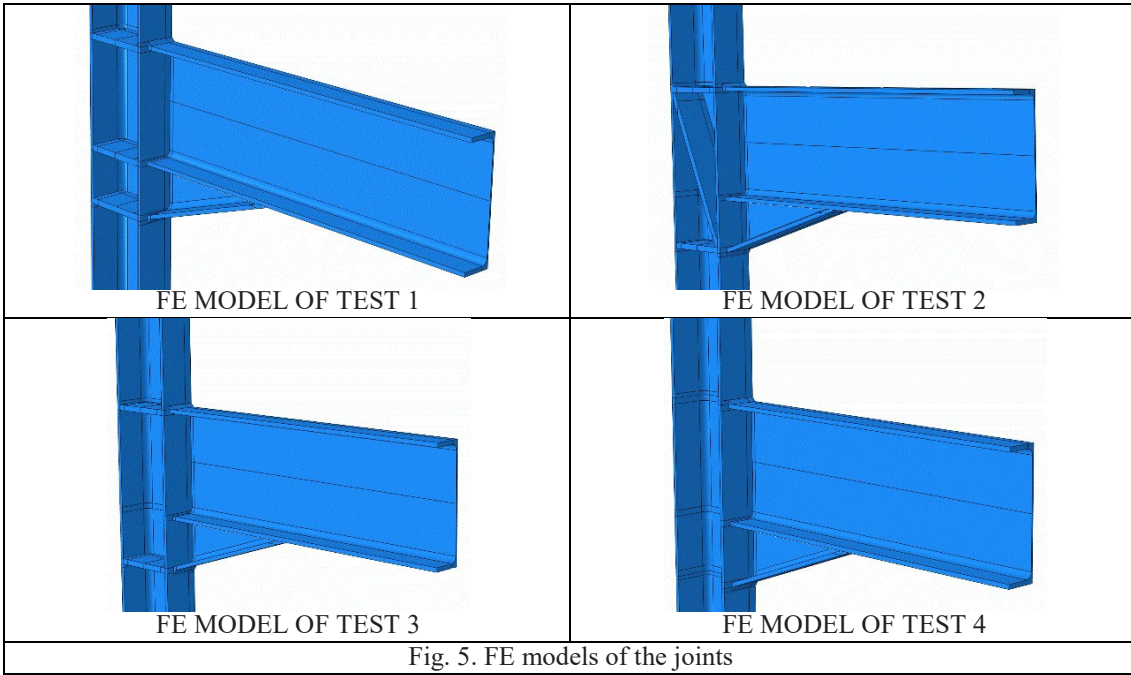 FE MODEL OF TEST 1
FE MODEL OF TEST 2
FE MODEL OF TEST 3
FE MODEL OF TEST 4
Fig. 5. FE models of the joints